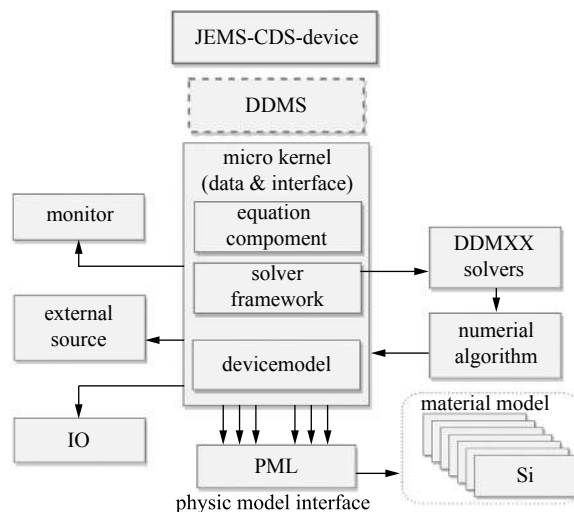 JEMS-CDS-device
DDMS
micro kernel
(data & interface)
equation
compoment
solver
framework
devicemodel
monitor
external
source
IO
DDMXX
solvers
numerial
algorithm
PML
physic model interface
material model
Si